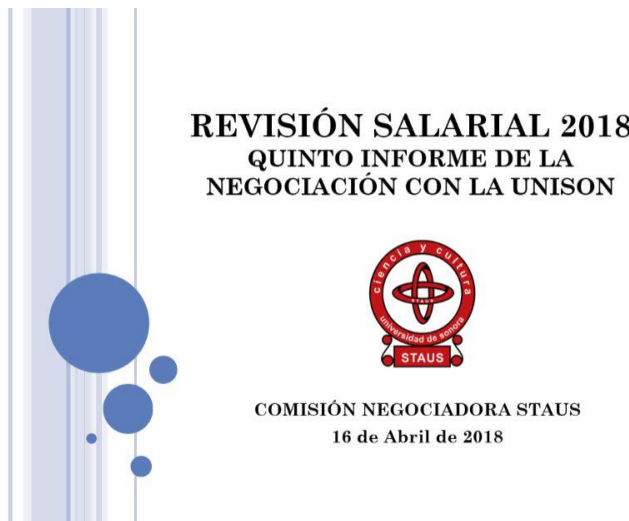 REVISIÓN SALARIAL 2018
QUINTO INFORME DE LA
NEGOCIACIÓN CON LA UNISON
ciencia y cultura
STAUS
universidad de sonora
STAUS
COMISIÓN NEGOCIADORA STAUS
16 de Abril de 2018